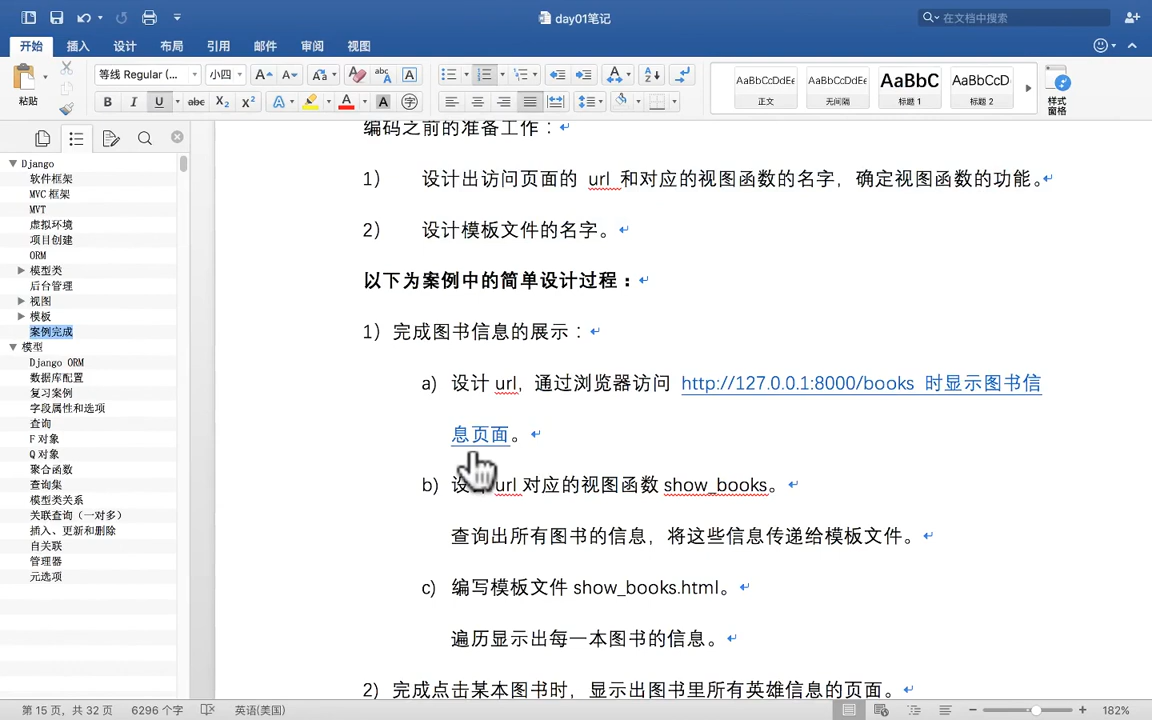 day01笔记
在文档中搜索
开始 插入 设计 布局 引用 邮件 审阅 视图
粘贴
等线 Regular (... 小四
AaBbCcDdEe 正文
AaBbCcDdEe 无间隔
AaBbC 标题 1
AaBbCcD 标题 2
样式
窗格
Django
软件框架
MVC 框架
MVT
虚拟环境
项目创建
ORM
模型类
后台管理
视图
模板
案例完成
模型
Django ORM
数据库配置
复习案例
字段属性和选项
查询
F 对象
Q 对象
聚合函数
查询集
模型类关系
关联查询（一对多）
插入、更新和删除
自关联
管理器
元选项
编码之前的准备工作：
1） 设计出访问页面的 url 和对应的视图函数的名字，确定视图函数的功能。
2） 设计模板文件的名字。
以下为案例中的简单设计过程：
1）完成图书信息的展示：
a) 设计 url，通过浏览器访问 http://127.0.0.1:8000/books 时显示图书信
息页面。
b) 设 url 对应的视图函数 show_books。
查询出所有图书的信息，将这些信息传递给模板文件。
c) 编写模板文件 show_books.html。
遍历显示出每一本图书的信息。
2）完成点击某本图书时，显示出图书里所有英雄信息的页面。
第 15 页，共 32 页 6296 个字 英语(美国) 182%